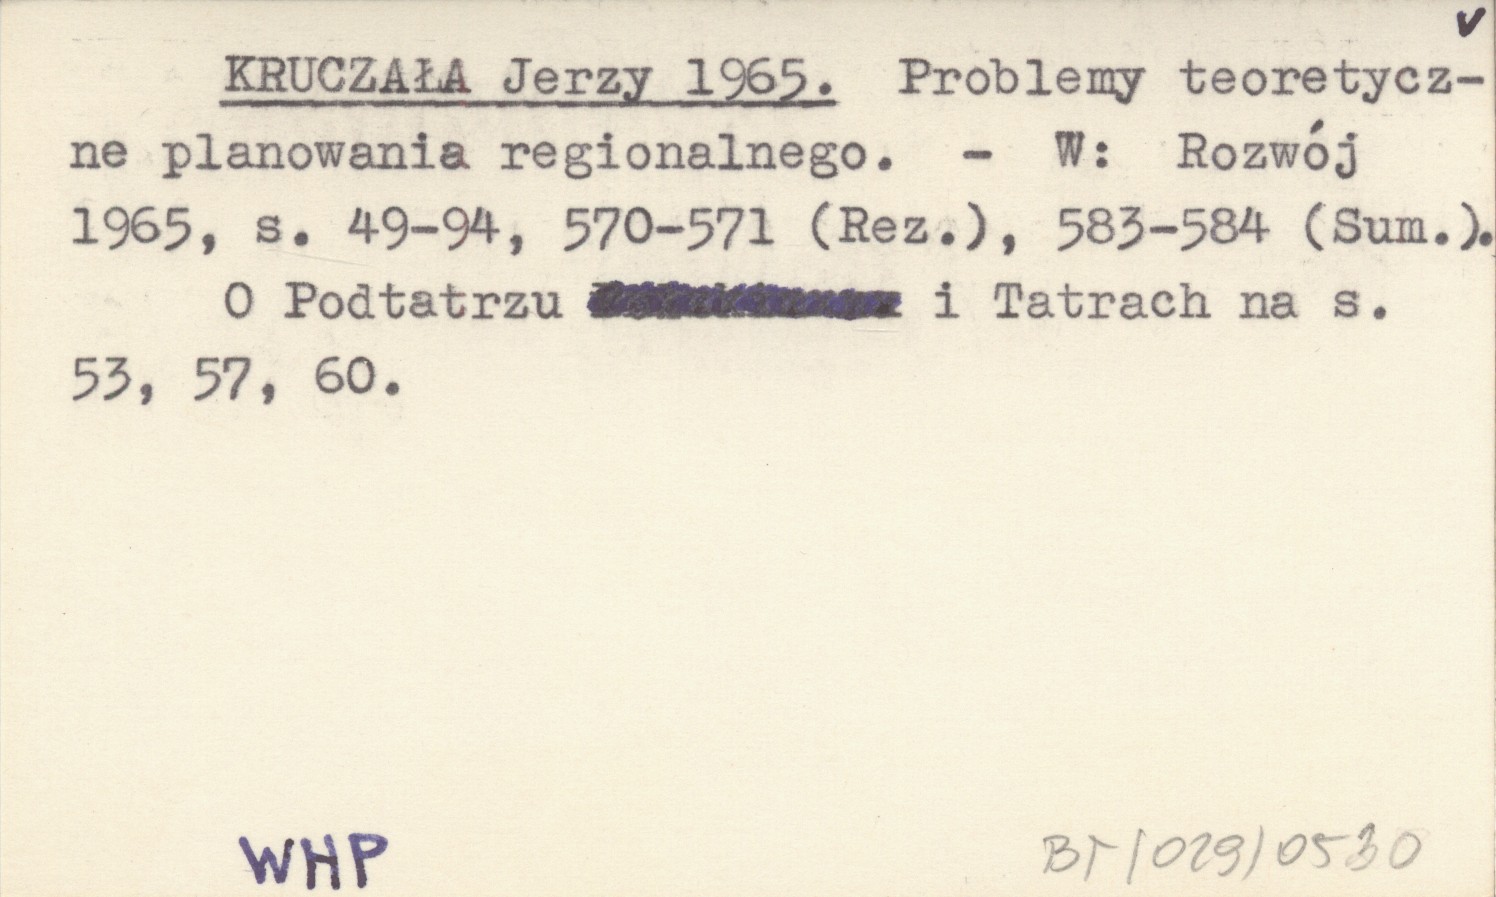 v
KRUCZAŁA Jerzy 1965. Problemy teoretycz-
ne planowania regionalnego. - W: Rozwój
1965, s. 49-94, 570-571 (Rez.), 583-584 (Sum.).
O Podtatrzu i Tatrach na s.
53, 57, 60.
WHP
BT/029/0530